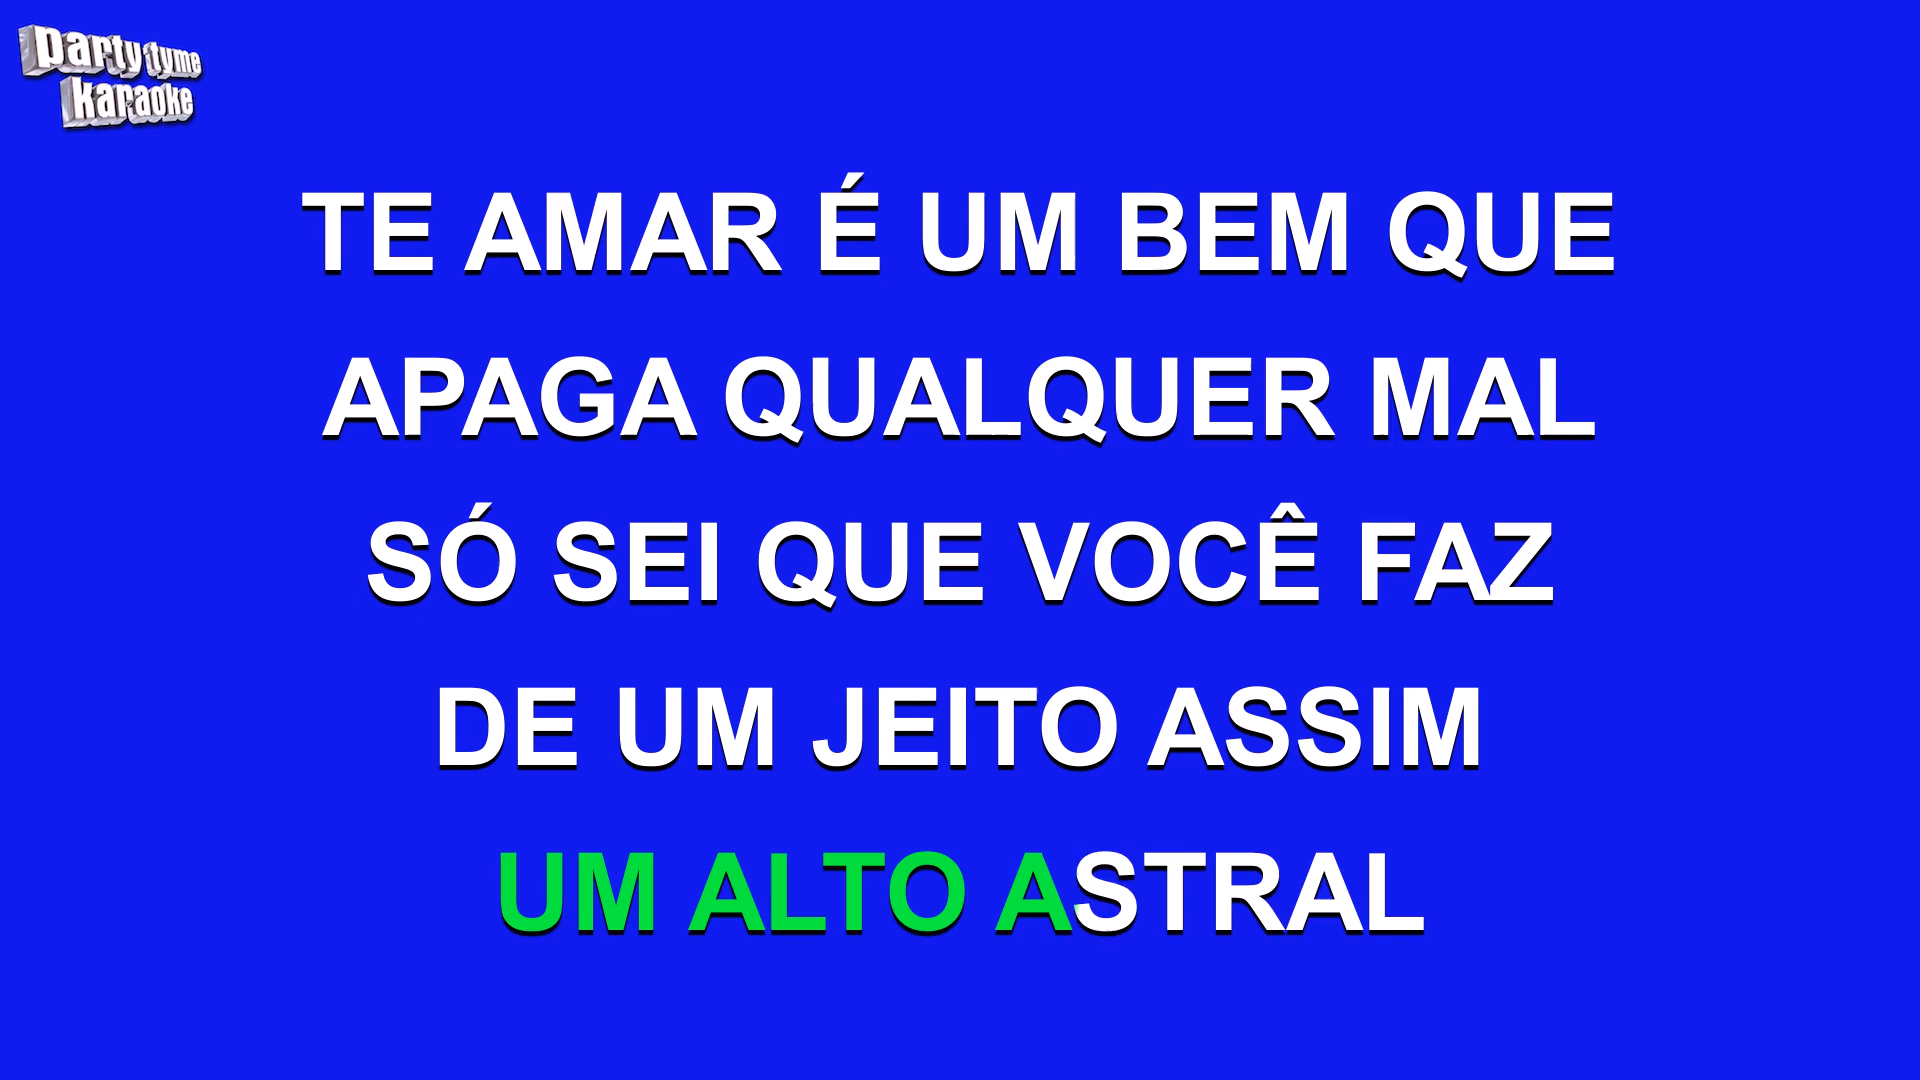 party tyme
karaoke
TE AMAR É UM BEM QUE
APAGA QUALQUER MAL
SÓ SEI QUE VOCÊ FAZ
DE UM JEITO ASSIM
UM ALTO ASTRAL